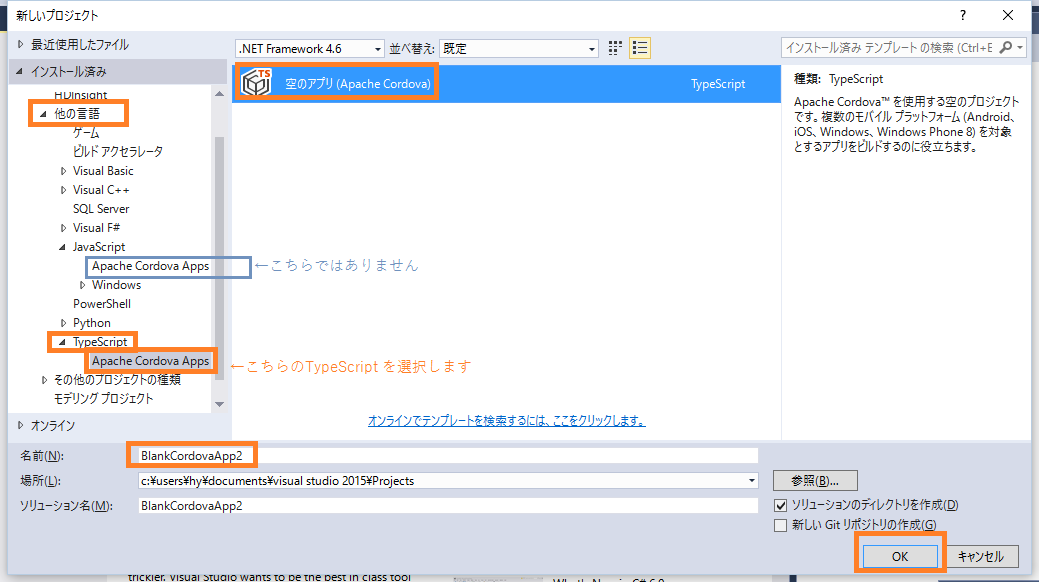 新しいプロジェクト
?
最近使用したファイル
.NET Framework 4.6
並べ替え:
既定
インストール済み テンプレート の検索 (Ctrl+E
インストール済み
HDInsight
他の言語
ゲーム
ビルド アクセラレータ
Visual Basic
Visual C++
SQL Server
Visual F#
JavaScript
Apache Cordova Apps
←こちらではありません
Windows
PowerShell
Python
TypeScript
Apache Cordova Apps
←こちらのTypeScript を選択します
その他のプロジェクトの種類
モデリング プロジェクト
オンライン
TS
空のアプリ (Apache Cordova)
TypeScript
オンラインでテンプレートを検索するには、ここをクリックします。
種類: TypeScript
Apache Cordova™ を使用する空のプロジェクト
です。複数のモバイル プラットフォーム (Android、
iOS、Windows、Windows Phone 8) を対象
とするアプリをビルドするのに役立ちます。
名前(N):
BlankCordovaApp2
場所(L):
c:¥users¥hy¥documents¥visual studio 2015¥Projects
参照(B)...
ソリューション名(M):
BlankCordovaApp2
ソリューションのディレクトリを作成(D)
新しい Git リポジトリの作成(G)
OK
キャンセル
trickier. Visual Studio wants to be the best in class tool